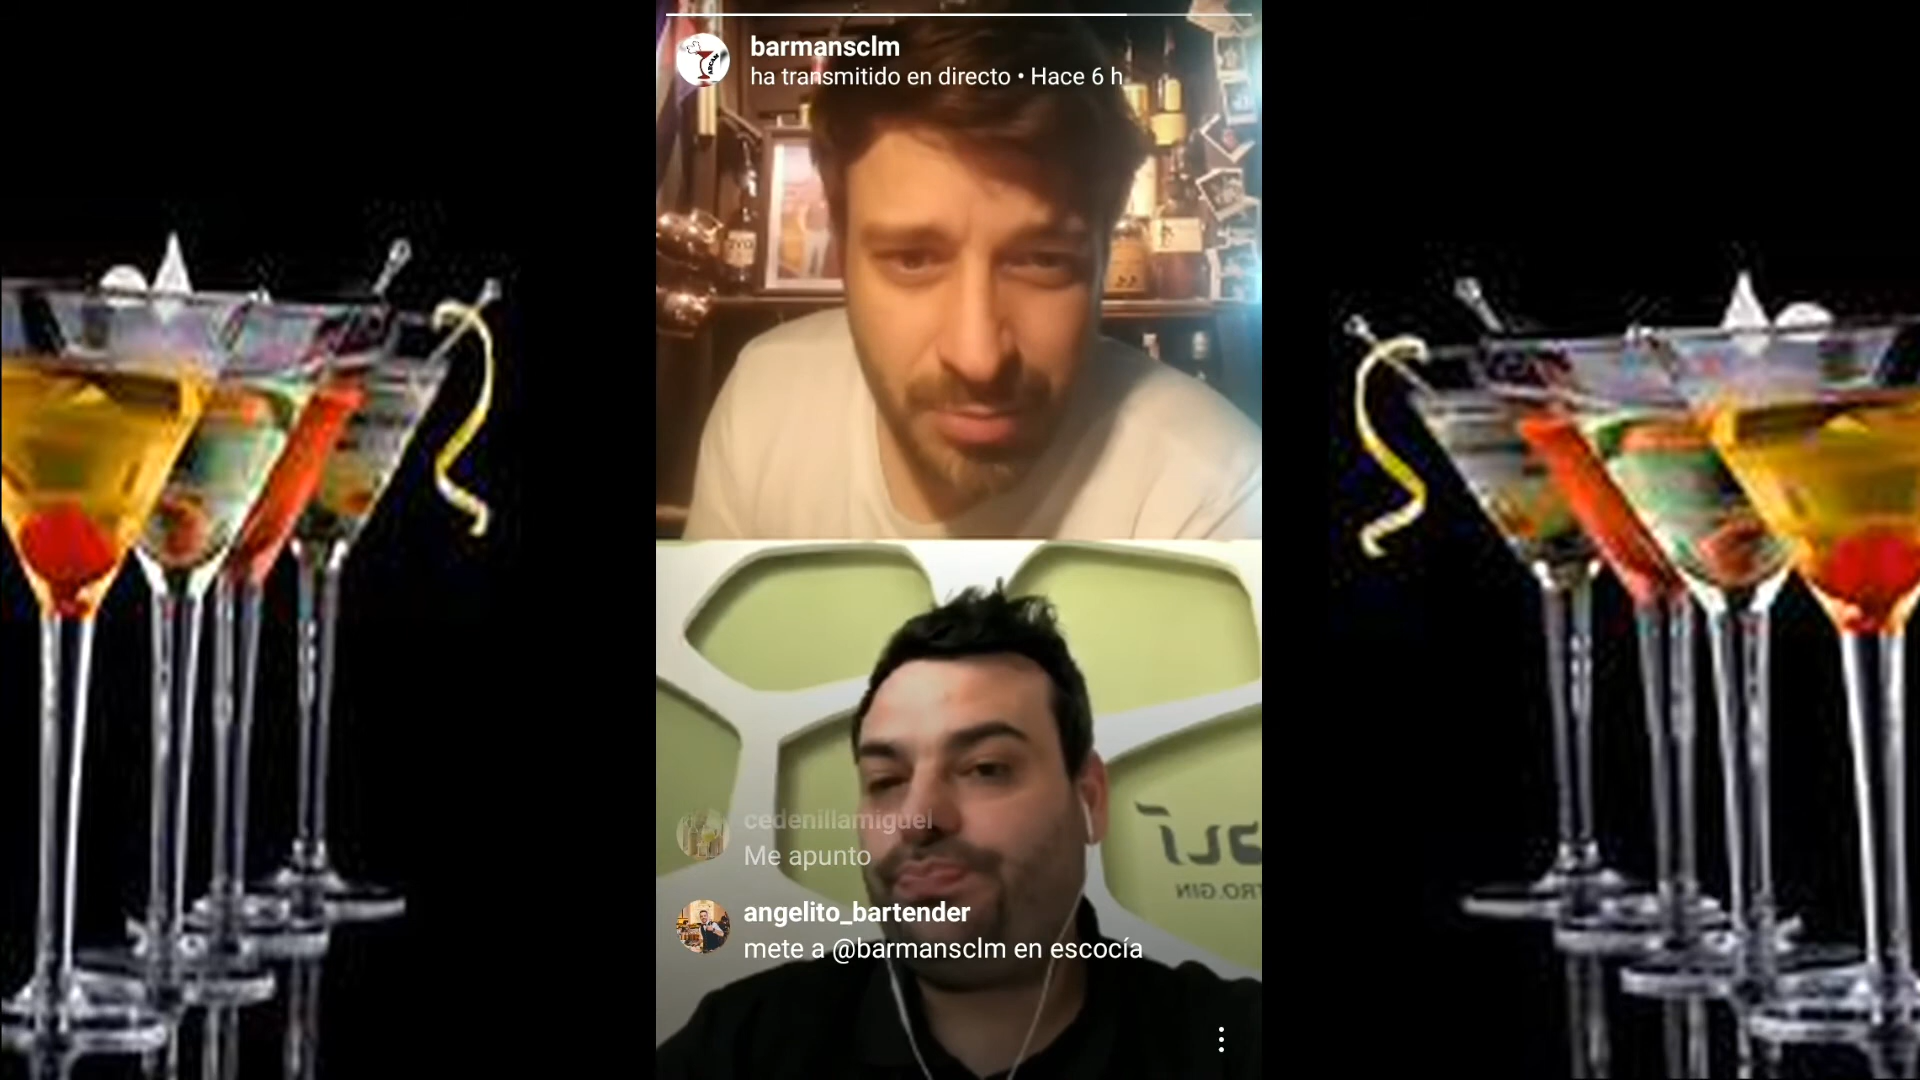 barmansclm
ha transmitido en directo • Hace 6 h
cedenillamiguel
Me apunto
angelito_bartender
mete a @barmansclm en escocía